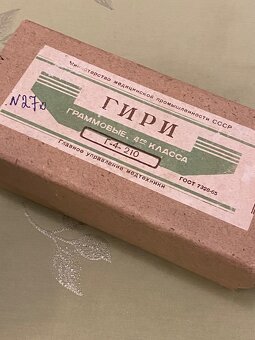 Министерство медицинской промышленности СССР
№270
ГИРИ
ГРАММОВЫЕ, 4го КЛАССА
Г-4-210
Главное управление медтехники
ГОСТ 7328-65